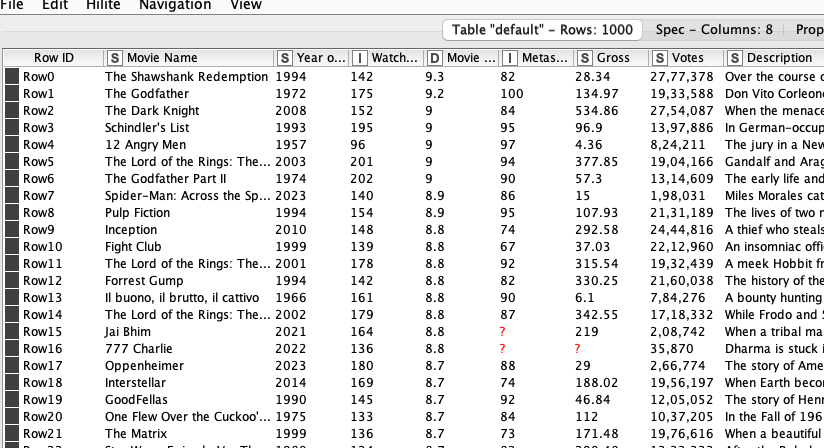 File Edit Hilite Navigation View
Table "default" – Rows: 1000 Spec – Columns: 8 Prop
Row ID S Movie Name S Year o... I Watch... D Movie ... I Metas... S Gross S Votes S Description
Row0 The Shawshank Redemption 1994 142 9.3 82 28.34 27,77,378 Over the course o
Row1 The Godfather 1972 175 9.2 100 134.97 19,33,588 Don Vito Corleon
Row2 The Dark Knight 2008 152 9 84 534.86 27,54,087 When the menace
Row3 Schindler's List 1993 195 9 95 96.9 13,97,886 In German-occup
Row4 12 Angry Men 1957 96 9 97 4.36 8,24,211 The jury in a New
Row5 The Lord of the Rings: The... 2003 201 9 94 377.85 19,04,166 Gandalf and Arag
Row6 The Godfather Part II 1974 202 9 90 57.3 13,14,609 The early life and
Row7 Spider-Man: Across the Sp... 2023 140 8.9 86 15 1,98,031 Miles Morales cat
Row8 Pulp Fiction 1994 154 8.9 95 107.93 21,31,189 The lives of two n
Row9 Inception 2010 148 8.8 74 292.58 24,44,816 A thief who steals
Row10 Fight Club 1999 139 8.8 67 37.03 22,12,960 An insomniac offi
Row11 The Lord of the Rings: The... 2001 178 8.8 92 315.54 19,32,439 A meek Hobbit fr
Row12 Forrest Gump 1994 142 8.8 82 330.25 21,60,038 The history of the
Row13 Il buono, il brutto, il cattivo 1966 161 8.8 90 6.1 7,84,276 A bounty hunting
Row14 The Lord of the Rings: The... 2002 179 8.8 87 342.55 17,18,332 While Frodo and S
Row15 Jai Bhim 2021 164 8.8 ? 219 2,08,742 When a tribal ma
Row16 777 Charlie 2022 136 8.8 ? ? 35,870 Dharma is stuck i
Row17 Oppenheimer 2023 180 8.7 88 29 2,66,774 The story of Ame
Row18 Interstellar 2014 169 8.7 74 188.02 19,56,197 When Earth becor
Row19 GoodFellas 1990 145 8.7 92 46.84 12,05,052 The story of Henr
Row20 One Flew Over the Cuckoo'... 1975 133 8.7 84 112 10,37,205 In the Fall of 196
Row21 The Matrix 1999 136 8.7 73 171.48 19,76,616 When a beautiful